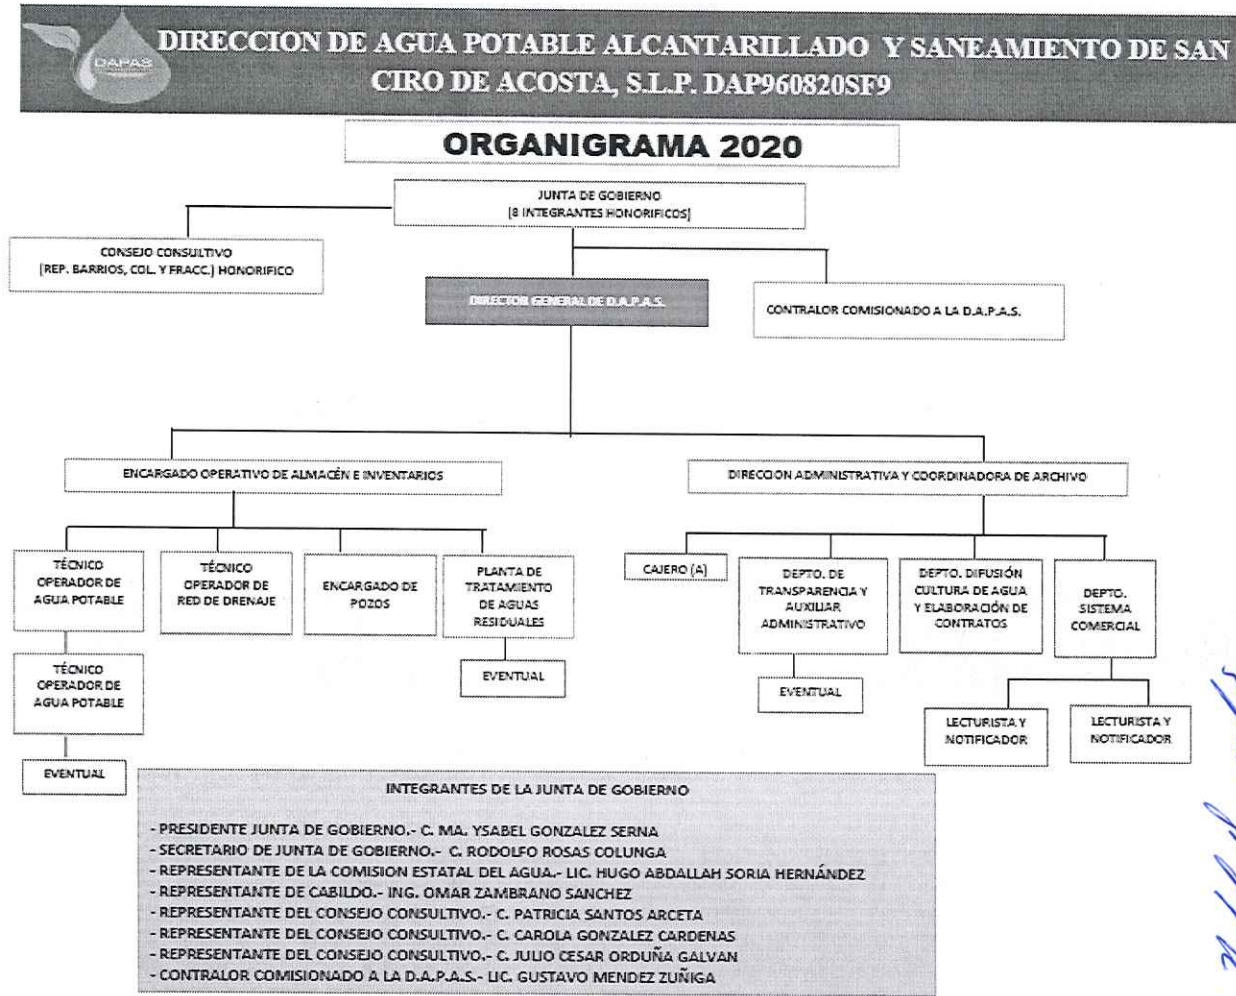 DAPAS
DIRECCION DE AGUA POTABLE ALCANTARILLADO Y SANEAMIENTO DE SAN
CIRO DE ACOSTA, S.L.P. DAP960820SF9
ORGANIGRAMA 2020
JUNTA DE GOBIERNO
(8 INTEGRANTES HONORIFICOS)
CONSEJO CONSULTIVO
(REP. BARRIOS, COL. Y FRACC.) HONORIFICO
DIRECTOR GENERAL DE D.A.P.A.S.
CONTRALOR COMISIONADO A LA D.A.P.A.S.
ENCARGADO OPERATIVO DE ALMACÉN E INVENTARIOS
DIRECCION ADMINISTRATIVA Y COORDINADORA DE ARCHIVO
TÉCNICO
OPERADOR DE
AGUA POTABLE
TÉCNICO
OPERADOR DE
RED DE DRENAJE
ENCARGADO DE
POZOS
PLANTA DE
TRATAMIENTO
DE AGUAS
RESIDUALES
CAJERO (A)
DEPTO. DE
TRANSPARENCIA Y
AUXILIAR
ADMINISTRATIVO
DEPTO. DIFUSIÓN
CULTURA DE AGUA
Y ELABORACIÓN DE
CONTRATOS
DEPTO.
SISTEMA
COMERCIAL
TÉCNICO
OPERADOR DE
AGUA POTABLE
EVENTUAL
EVENTUAL
LECTURISTA Y
NOTIFICADOR
LECTURISTA Y
NOTIFICADOR
EVENTUAL
INTEGRANTES DE LA JUNTA DE GOBIERNO
- PRESIDENTE JUNTA DE GOBIERNO.- C. MA. YSABEL GONZALEZ SERNA
- SECRETARIO DE JUNTA DE GOBIERNO.- C. RODOLFO ROSAS COLUNGA
- REPRESENTANTE DE LA COMISION ESTATAL DEL AGUA.- LIC. HUGO ABDALLAH SORIA HERNÁNDEZ
- REPRESENTANTE DE CABILDO.- ING. OMAR ZAMBRANO SANCHEZ
- REPRESENTANTE DEL CONSEJO CONSULTIVO.- C. PATRICIA SANTOS ARCETA
- REPRESENTANTE DEL CONSEJO CONSULTIVO.- C. CAROLA GONZALEZ CARDENAS
- REPRESENTANTE DEL CONSEJO CONSULTIVO.- C. JULIO CESAR ORDUÑA GALVAN
- CONTRALOR COMISIONADO A LA D.A.P.A.S.- LIC. GUSTAVO MENDEZ ZUÑIGA